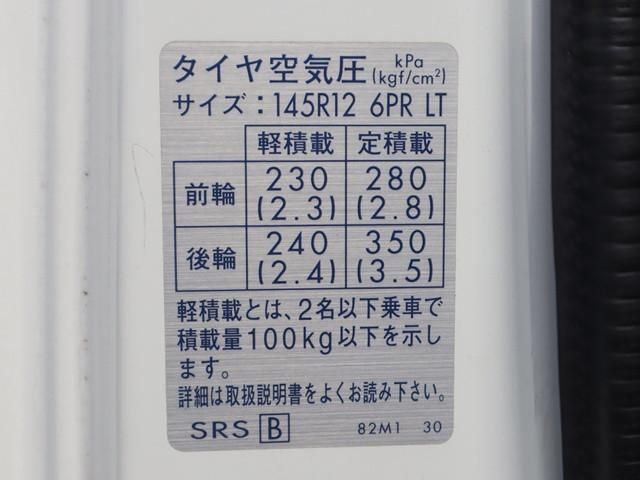 タイヤ空気圧 kPa (kgf/cm²)
サイズ：145R12 6PR LT
軽積載 定積載
前輪 230 (2.3) 280 (2.8)
後輪 240 (2.4) 350 (3.5)
軽積載とは、2名以下乗車で
積載量100kg以下を示し
ます。
詳細は取扱説明書をよくお読み下さい。
SRS B 82M1 30